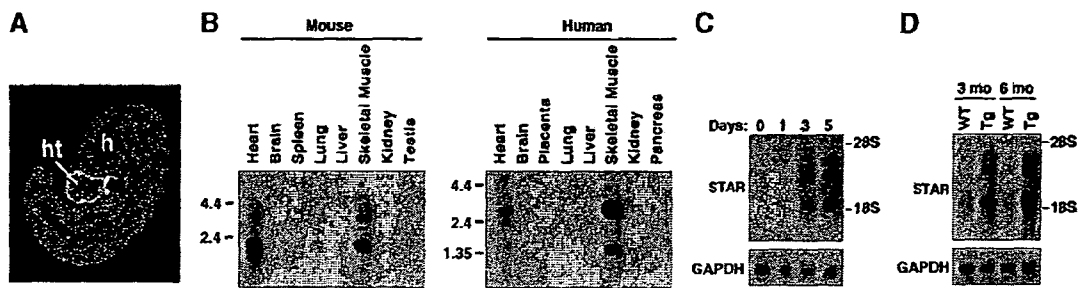 A
B
C
D
Mouse
Human
3 mo
6 mo
WT
Tg
WT
Tg
Heart
Brain
Spleen
Lung
Liver
Skeletal Muscle
Kidney
Testis
Heart
Brain
Placenta
Lung
Liver
Skeletal Muscle
Kidney
Pancreas
ht
h
Days: 0 1 3 5
4.4
2.4
4.4
2.4
1.35
STAR
28S
18S
STAR
28S
18S
GAPDH
GAPDH